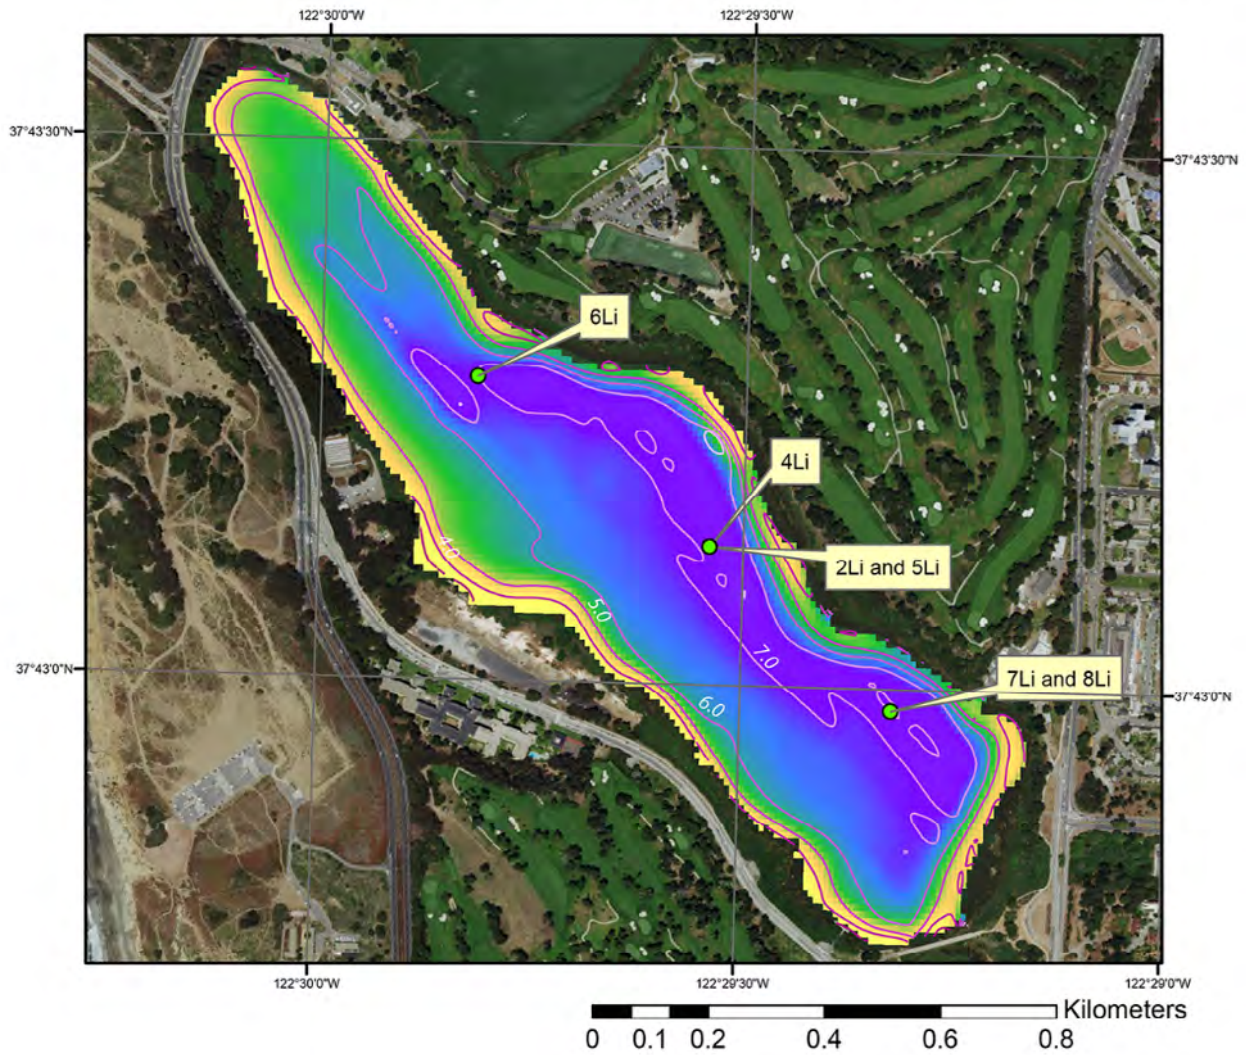 122°30'0"W
122°29'30"W
37°43'30"N
37°43'30"N
6Li
4Li
2Li and 5Li
4.0
5.0
7.0
6.0
7Li and 8Li
37°43'0"N
37°43'0"N
122°30'0"W
122°29'30"W
122°29'0"W
Kilometers
0 0.1 0.2 0.4 0.6 0.8